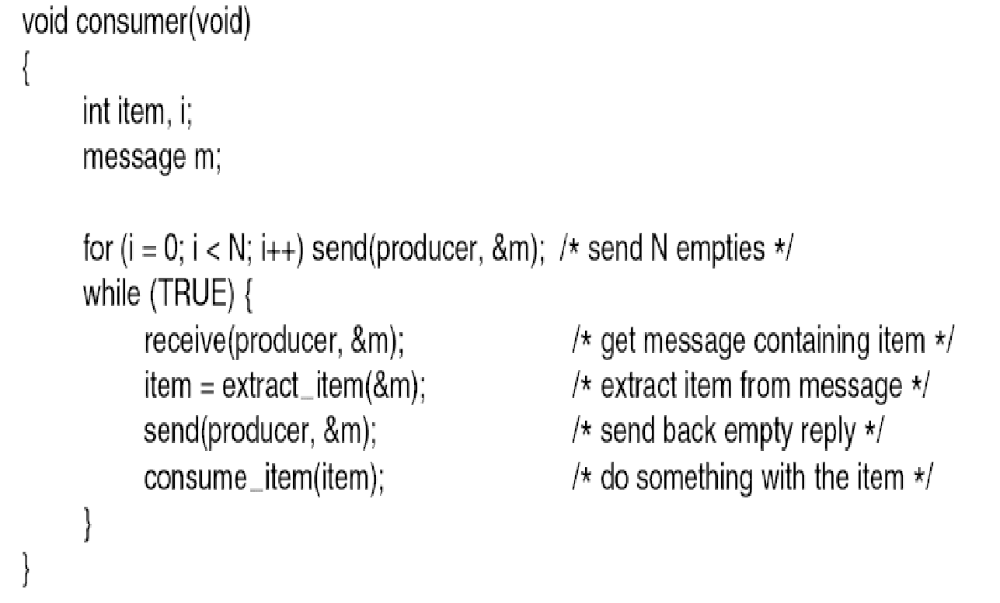 void consumer(void)
{
int item, i;
message m;
for (i = 0; i < N; i++) send(producer, &m); /* send N empties */
while (TRUE) {
receive(producer, &m); /* get message containing item */
item = extract_item(&m); /* extract item from message */
send(producer, &m); /* send back empty reply */
consume_item(item); /* do something with the item */
}
}